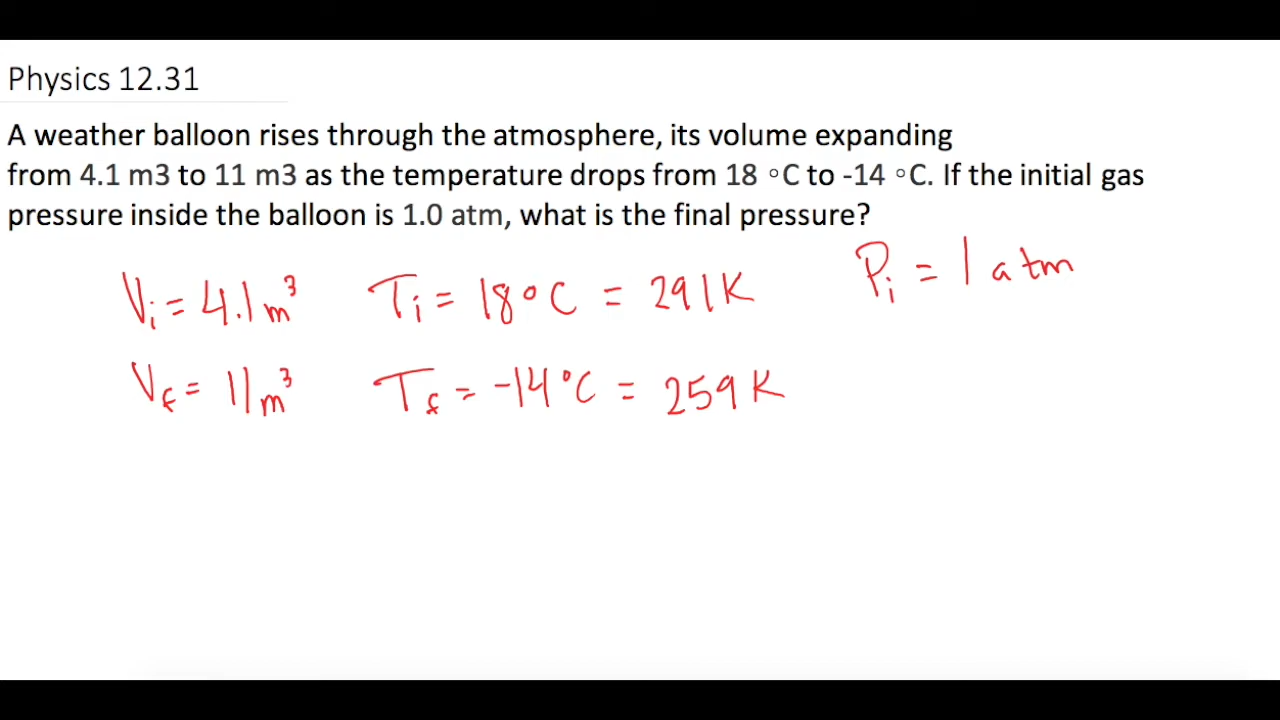 Physics 12.31
A weather balloon rises through the atmosphere, its volume expanding
from 4.1 m3 to 11 m3 as the temperature drops from 18 ∘C to -14 ∘C. If the initial gas
pressure inside the balloon is 1.0 atm, what is the final pressure?
Vi = 4.1 m³ Ti = 18°C = 291K Pi = 1 atm
Vf = 11 m³ Tf = -14°C = 259 K